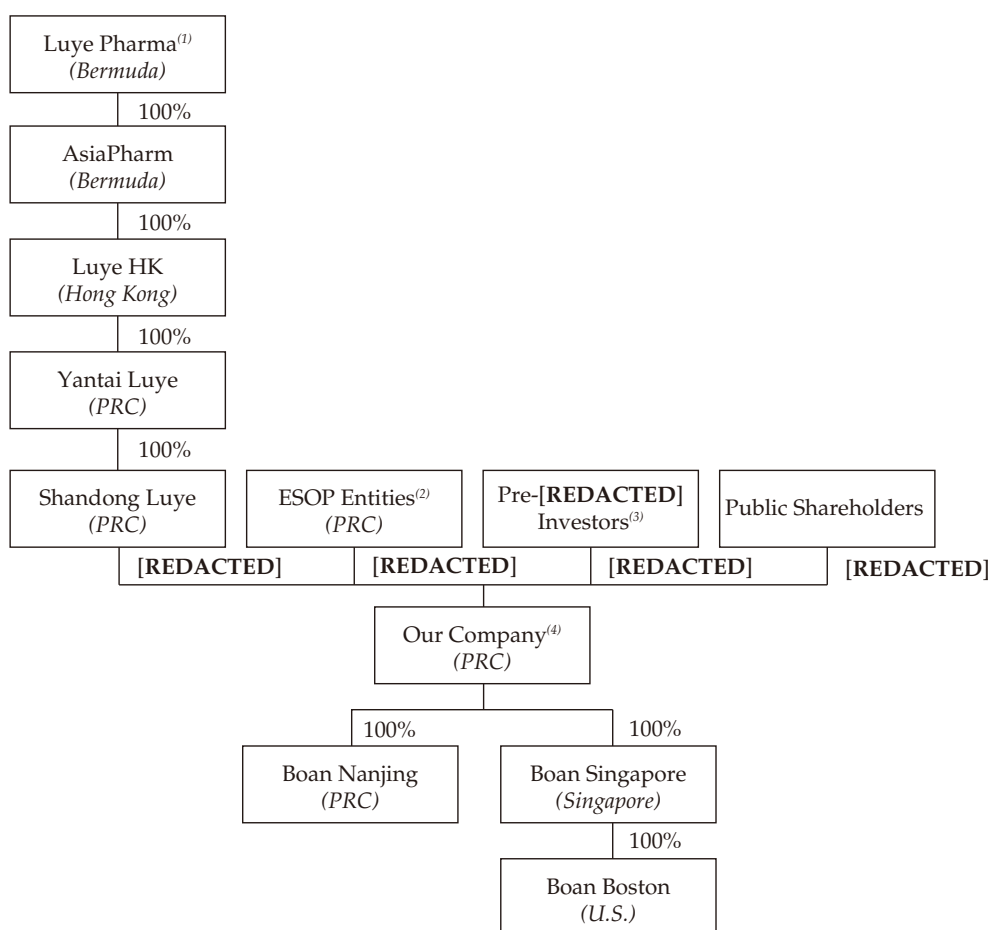 Luye Pharma(1)
(Bermuda)
100%
AsiaPharm
(Bermuda)
100%
Luye HK
(Hong Kong)
100%
Yantai Luye
(PRC)
100%
Shandong Luye
(PRC)
ESOP Entities(2)
(PRC)
Pre-[REDACTED]
Investors(3)
Public Shareholders
[REDACTED]
[REDACTED]
[REDACTED]
[REDACTED]
Our Company(4)
(PRC)
100%
100%
Boan Nanjing
(PRC)
Boan Singapore
(Singapore)
100%
Boan Boston
(U.S.)